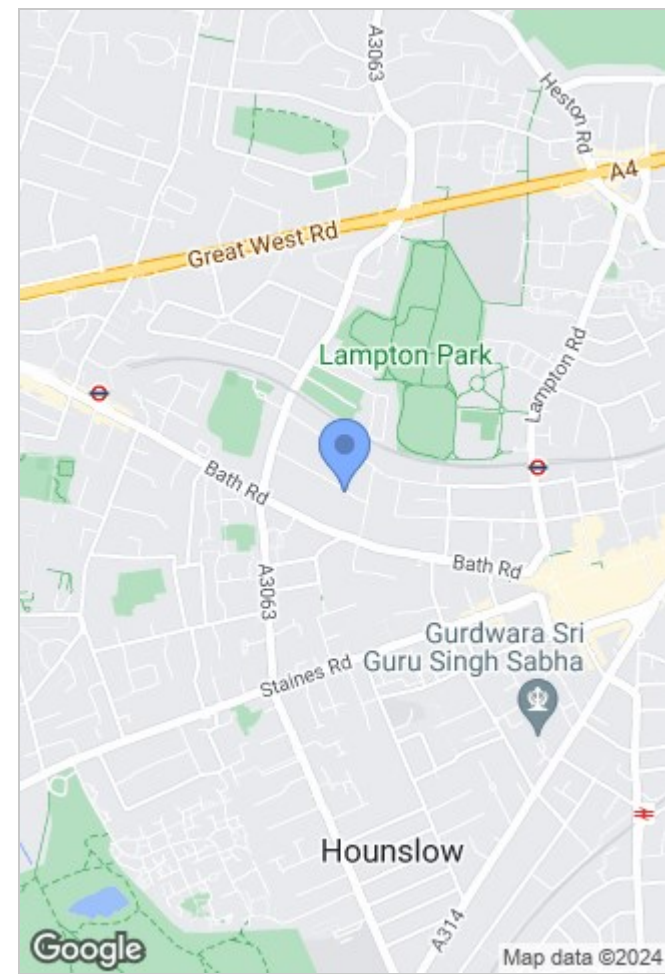 A3063
Heston Rd
A4
Great West Rd
Lampton Park
Lampton Rd
Bath Rd
Bath Rd
A3063
Gurdwara Sri
Guru Singh Sabha
Staines Rd
Hounslow
A314
Google
Map data ©2024